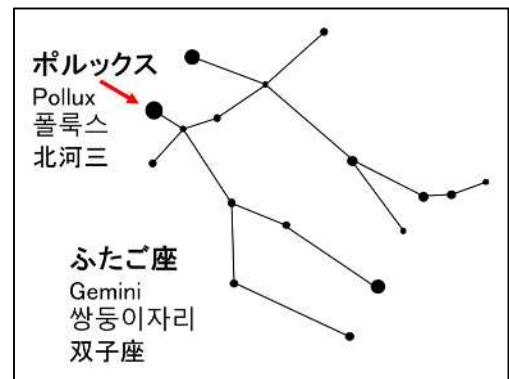 ポルックス
Pollux
폴룩스
北河三
ふたご座
Gemini
쌍둥이자리
双子座